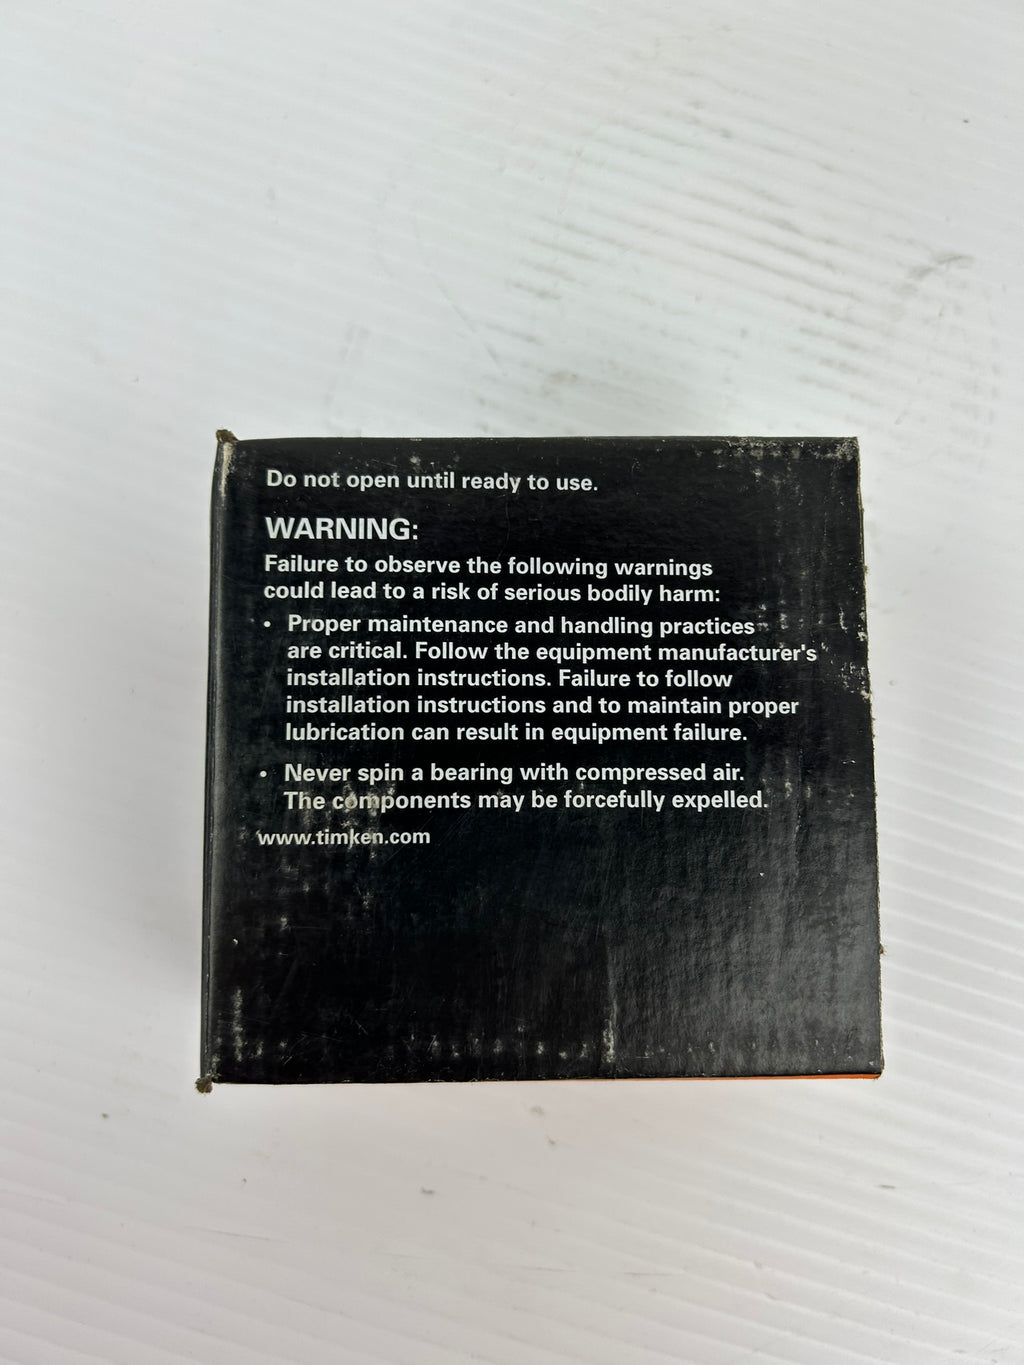 Do not open until ready to use.
WARNING:
Failure to observe the following warnings
could lead to a risk of serious bodily harm:
• Proper maintenance and handling practices
are critical. Follow the equipment manufacturer's
installation instructions. Failure to follow
installation instructions and to maintain proper
lubrication can result in equipment failure.
• Never spin a bearing with compressed air.
The components may be forcefully expelled.
www.timken.com